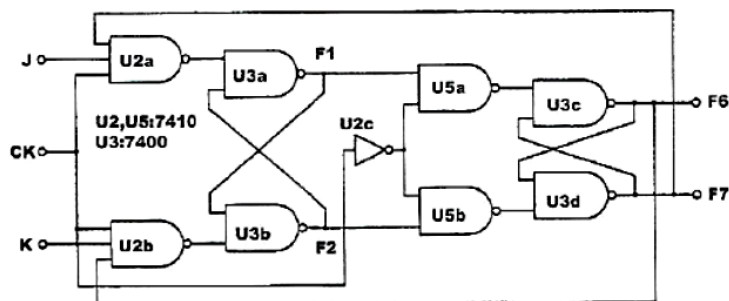 F1
J
U2a
U3a
U5a
U3c
F6
U2,U5:7410
U3:7400
U2c
CK
U3d
F7
U5b
K
U2b
U3b
F2